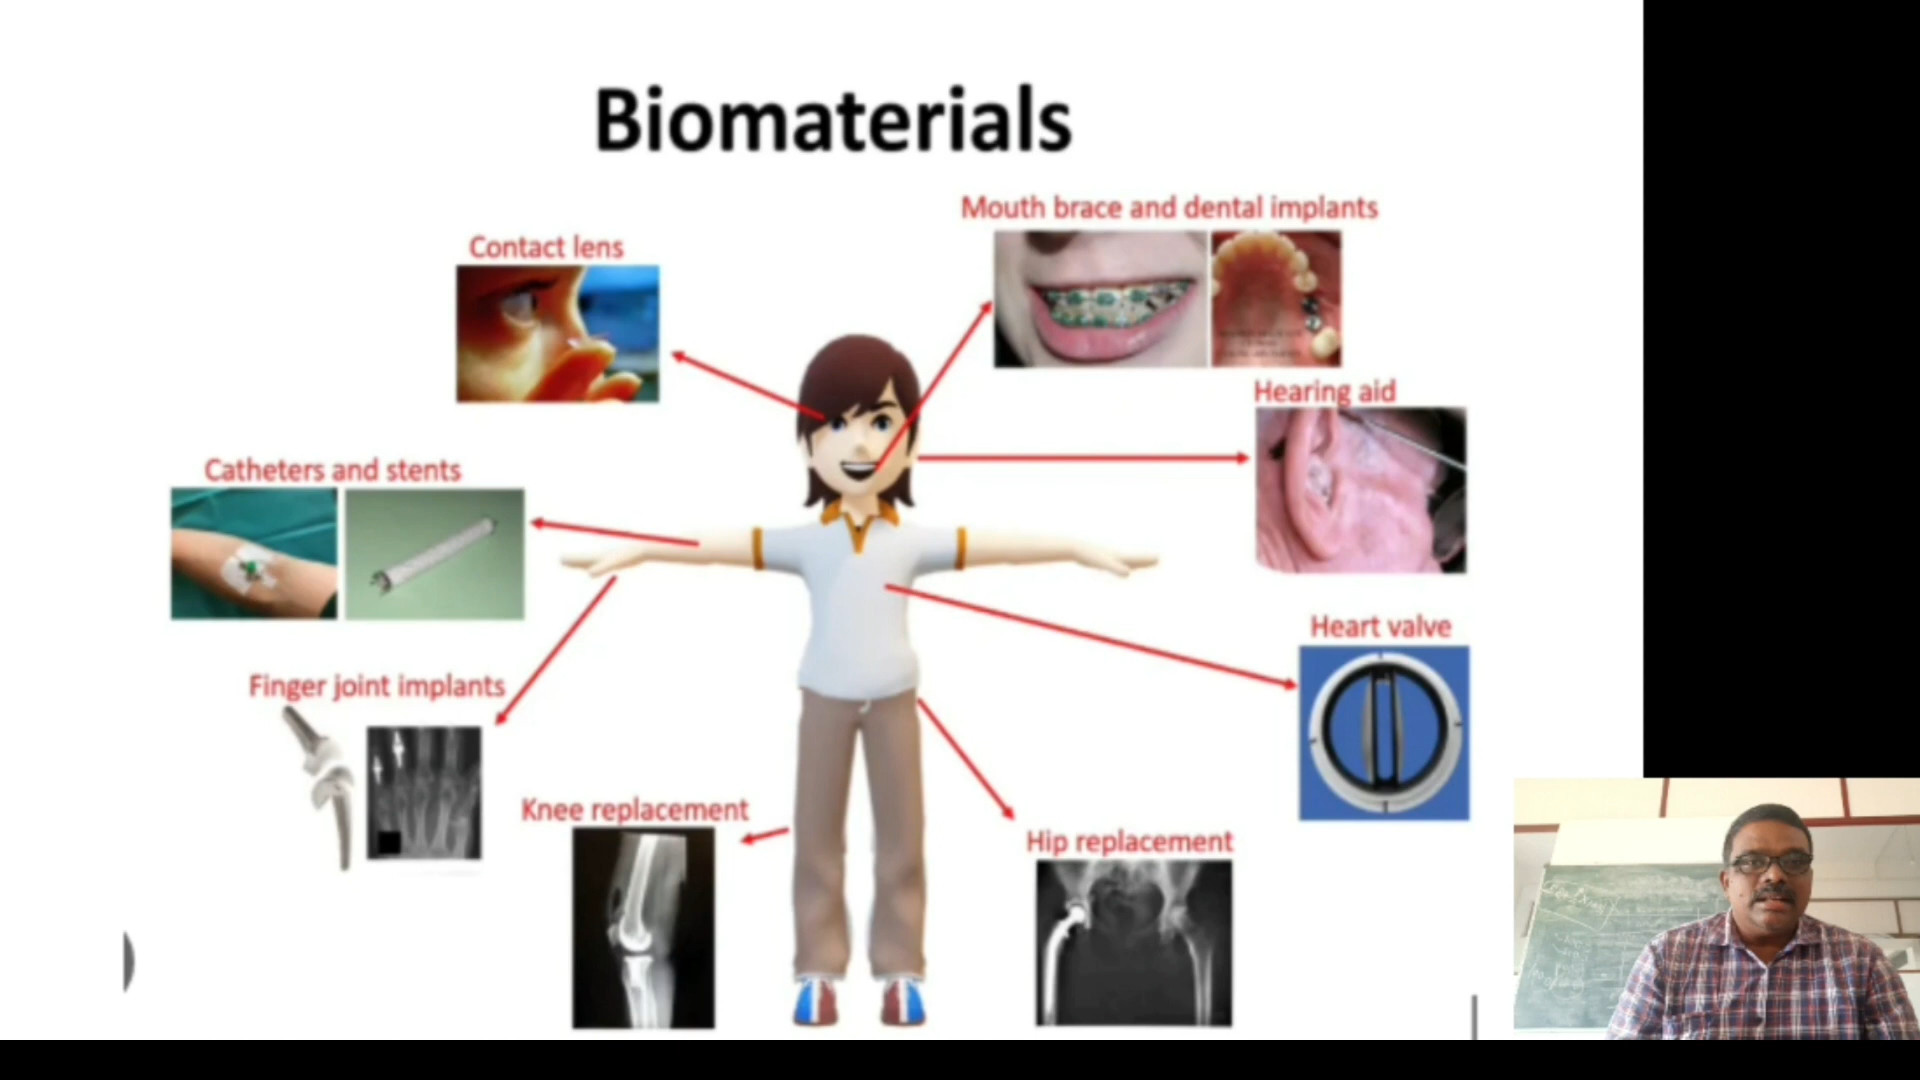 Biomaterials
Mouth brace and dental implants
Contact lens
Hearing aid
Catheters and stents
Heart valve
Finger joint implants
Knee replacement
Hip replacement